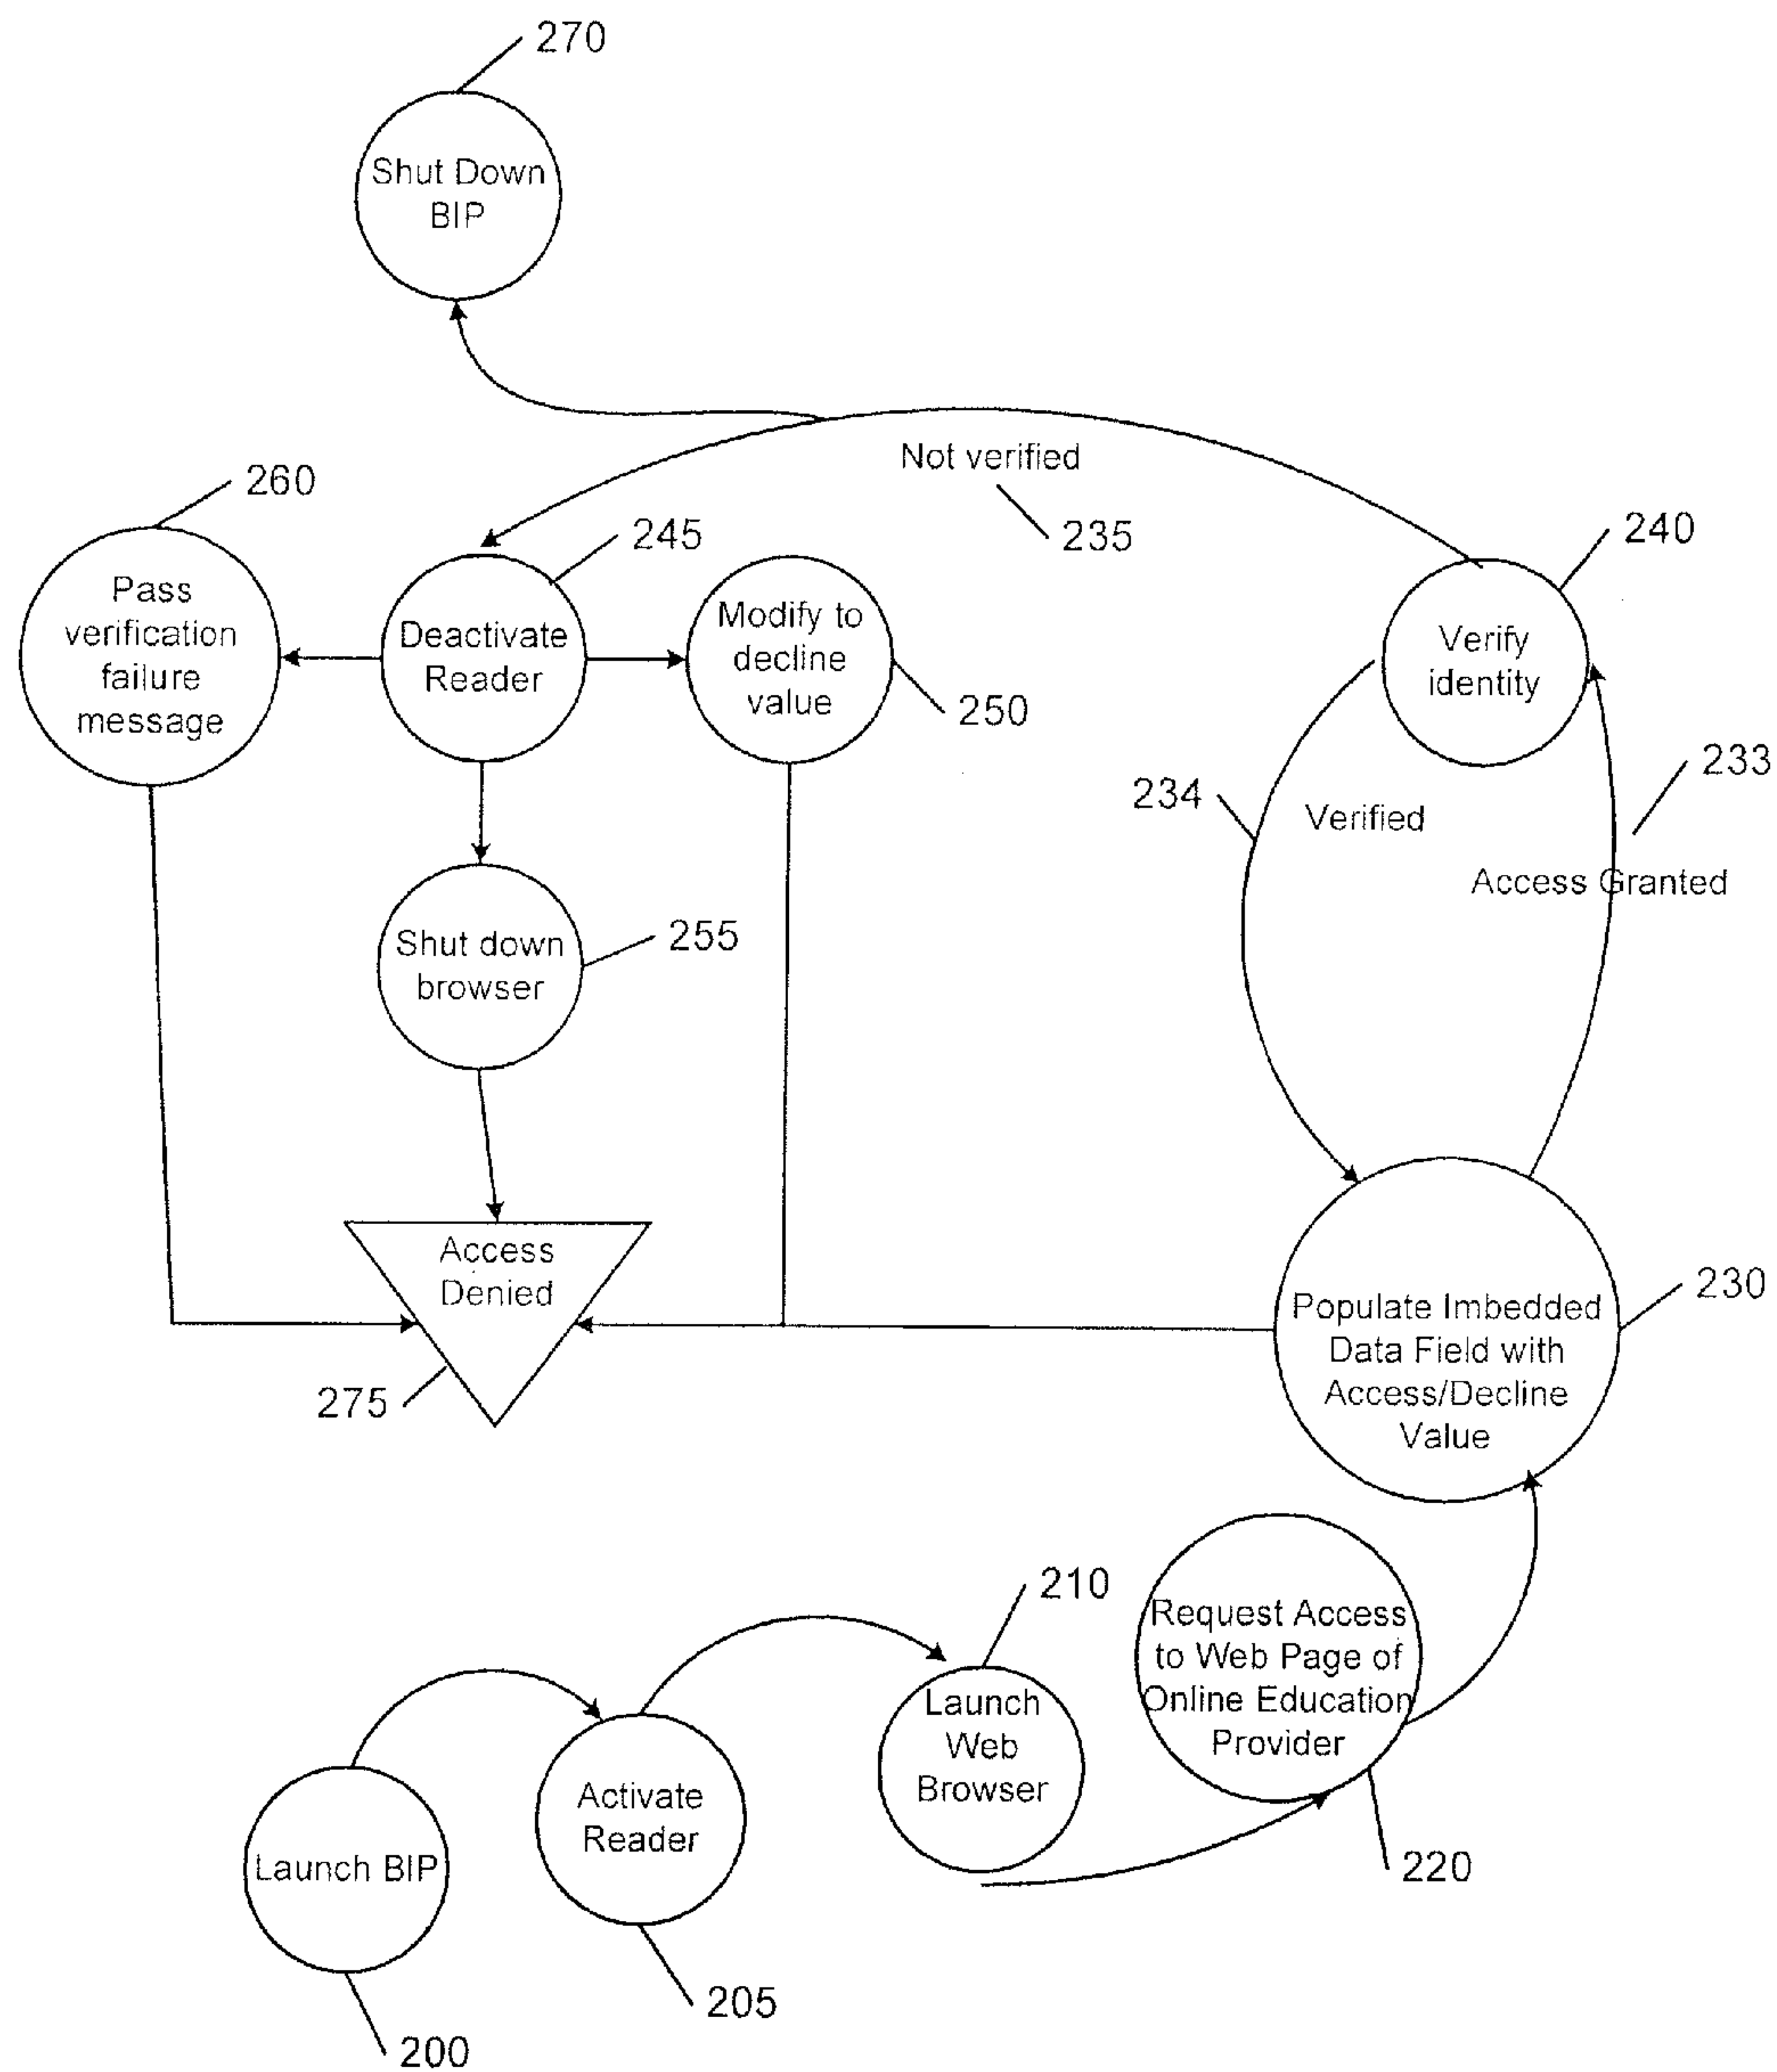 270
Shut Down
BIP
Not verified
235
260
Pass
verification
failure
message
245
Deactivate
Reader
Modify to
decline
value
250
240
Verify
identity
233
234
Verified
Access Granted
Shut down
browser
255
Access
Denied
275
230
Populate Imbedded
Data Field with
Access/Decline
Value
210
Request Access
to Web Page of
Online Education
Provider
220
Launch
Web
Browser
Activate
Reader
205
Launch BIP
200